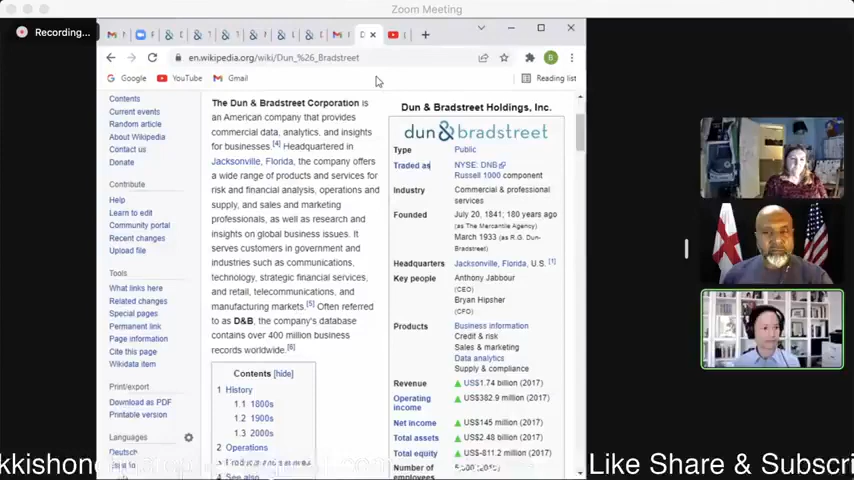 Zoom Meeting
Recording...
en.wikipedia.org/wiki/Dun_%26_Bradstreet
Google
YouTube
Gmail
Reading list
Contents
Current events
Random article
About Wikipedia
Contact us
Donate
Contribute
Help
Learn to edit
Community portal
Recent changes
Upload file
Tools
What links here
Related changes
Special pages
Permanent link
Page information
Cite this page
Wikidata item
Print/export
Download as PDF
Printable version
Languages
Deutsch
The Dun & Bradstreet Corporation is
an American company that provides
commercial data, analytics, and insights
for businesses.[4] Headquartered in
Jacksonville, Florida, the company offers
a wide range of products and services for
risk and financial analysis, operations and
supply, and sales and marketing
professionals, as well as research and
insights on global business issues. It
serves customers in government and
industries such as communications,
technology, strategic financial services,
and retail, telecommunications, and
manufacturing markets.[5] Often referred
to as D&B, the company's database
contains over 400 million business
records worldwide.[6]
Contents [hide]
1 History
1.1 1800s
1.2 1900s
1.3 2000s
2 Operations
4 See also
Dun & Bradstreet Holdings, Inc.
dun & bradstreet
Type Public
Traded as NYSE: DNB
Russell 1000 component
Industry Commercial & professional
services
Founded July 20, 1841; 180 years ago
(as The Mercantile Agency)
March 1933 (as R.G. Dun-
Bradstreet)
Headquarters Jacksonville, Florida, U.S. [1]
Key people Anthony Jabbour
(CEO)
Bryan Hipsher
(CFO)
Products Business information
Credit & risk
Sales & marketing
Data analytics
Supply & compliance
Revenue US$1.74 billion (2017)
Operating US$382.9 million (2017)
income
Net income US$145 million (2017)
Total assets US$2.48 billion (2017)
Total equity US$-811.2 million (2017)
Number of
employees
Like Share & Subscri